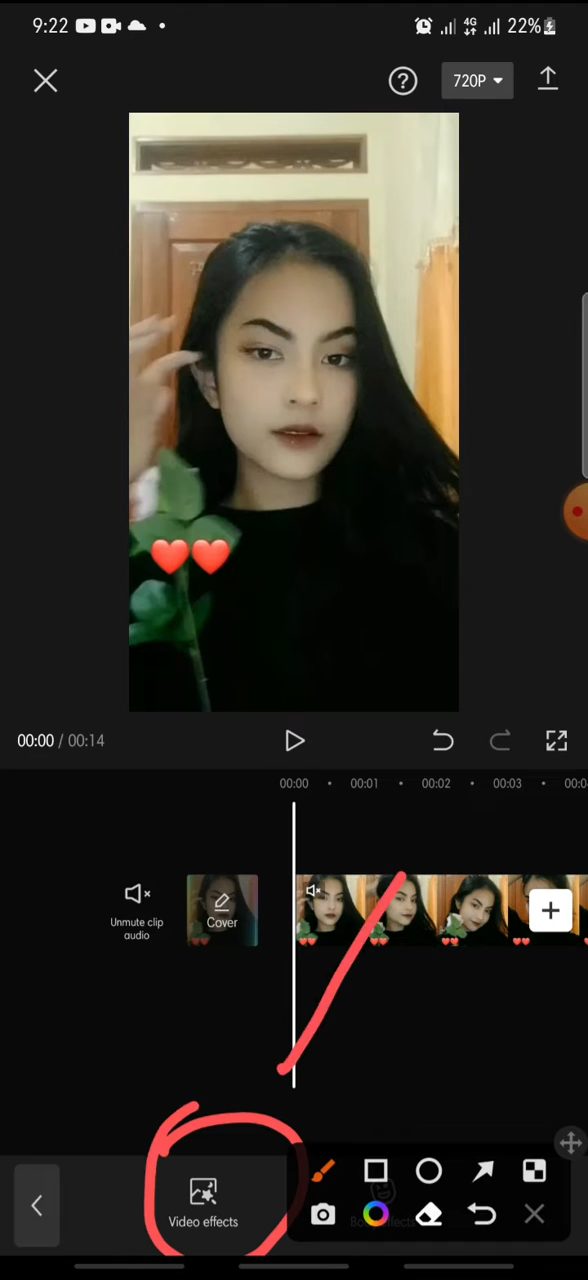 9:22
4G
22%
720P
00:00 / 00:14
00:00
00:01
00:02
00:03
Unmute clip
audio
Cover
Video effects